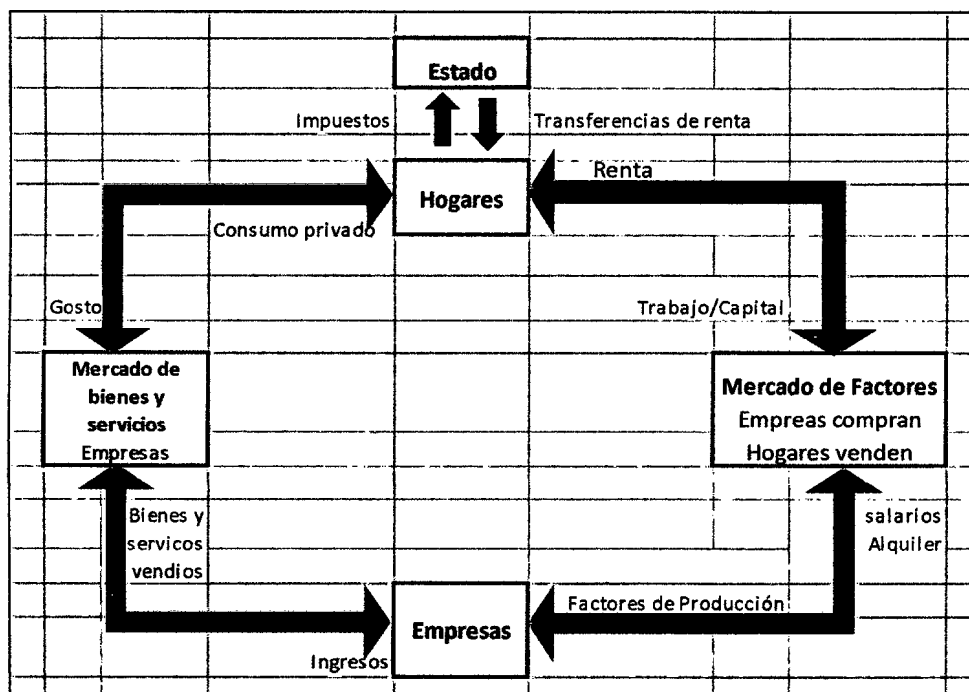 Estado
Impuestos
Transferencias de renta
Hogares
Renta
Consumo privado
Gosto
Trabajo/Capital
Mercado de
bienes y
servicios
Empresas
Mercado de Factores
Empreas compran
Hogares venden
Bienes y
servicos
vendios
salarios
Alquiler
Factores de Producción
Empresas
Ingresos